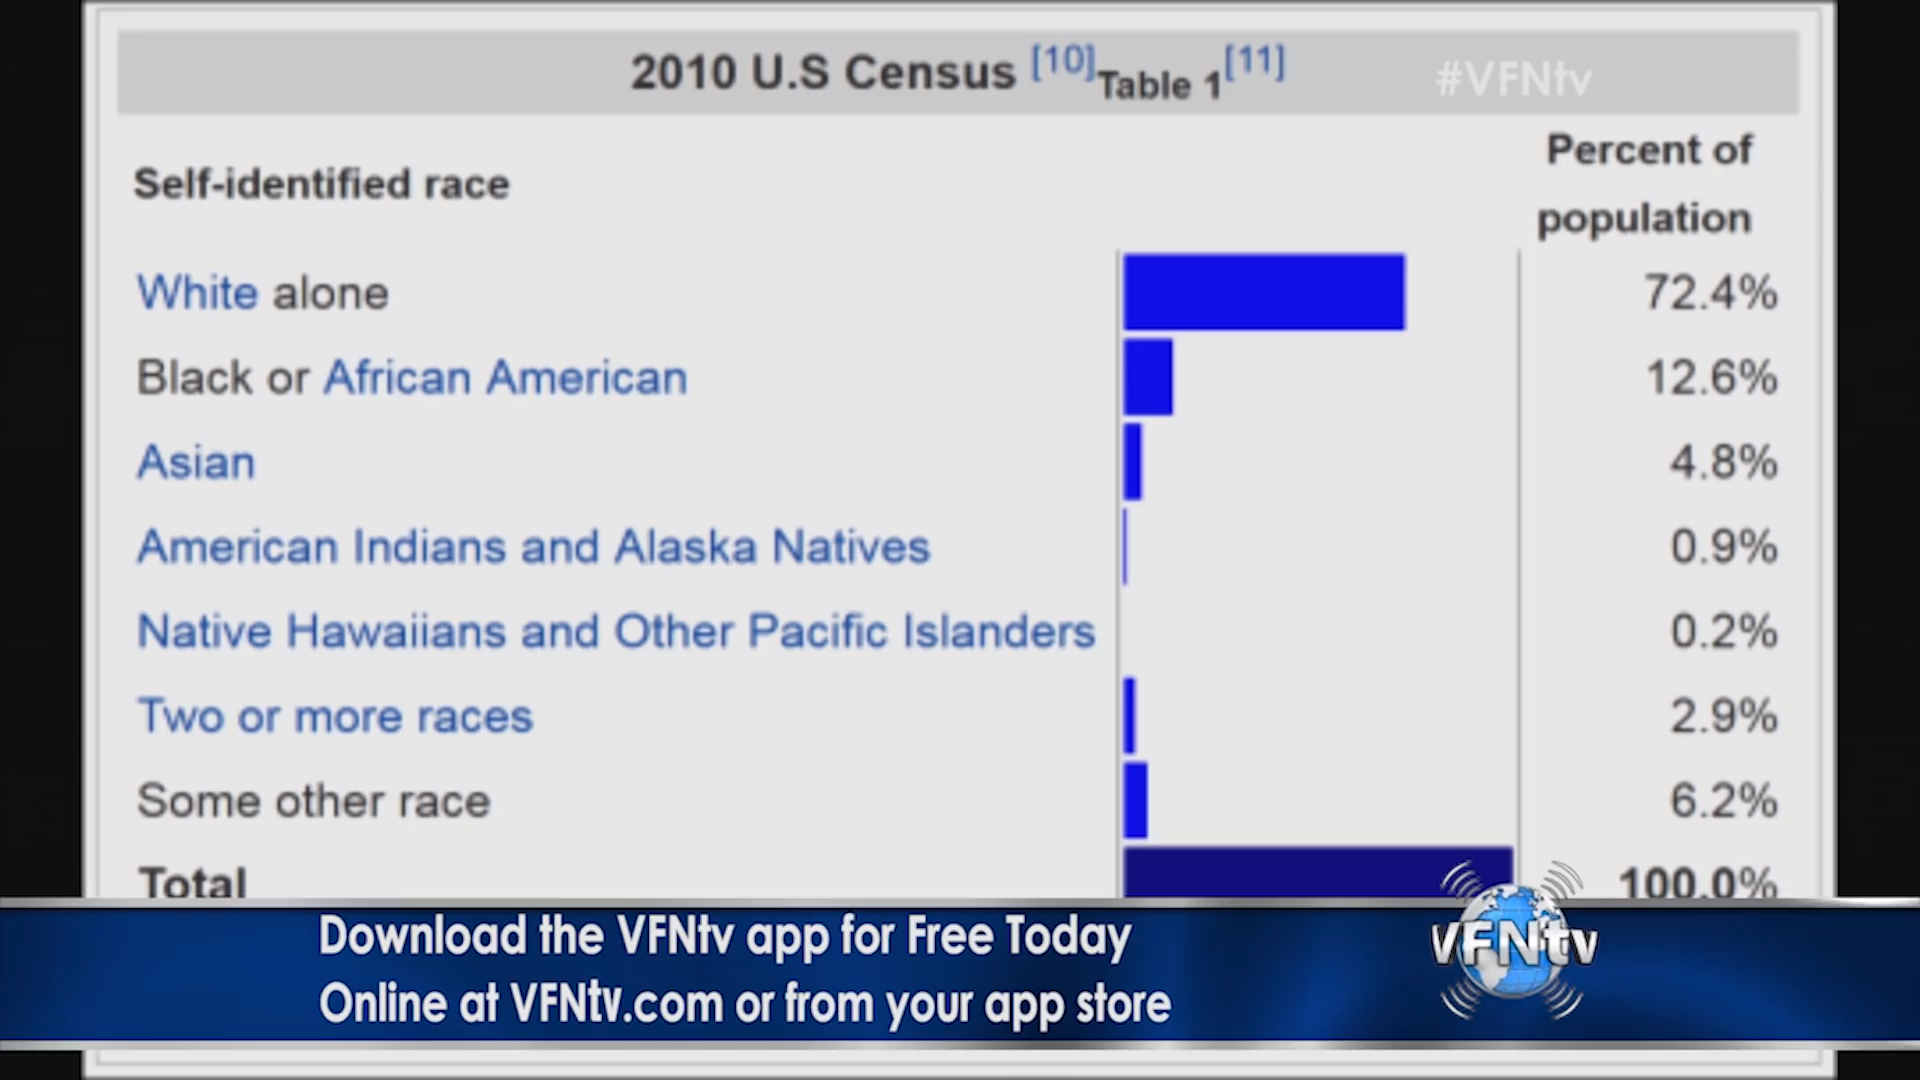 2010 U.S Census [10] Table 1 [11]
#VFNtv
Self-identified race
Percent of
population
White alone 72.4%
Black or African American 12.6%
Asian 4.8%
American Indians and Alaska Natives 0.9%
Native Hawaiians and Other Pacific Islanders 0.2%
Two or more races 2.9%
Some other race 6.2%
Total 100.0%
Download the VFNtv app for Free Today
Online at VFNtv.com or from your app store
VFNtv